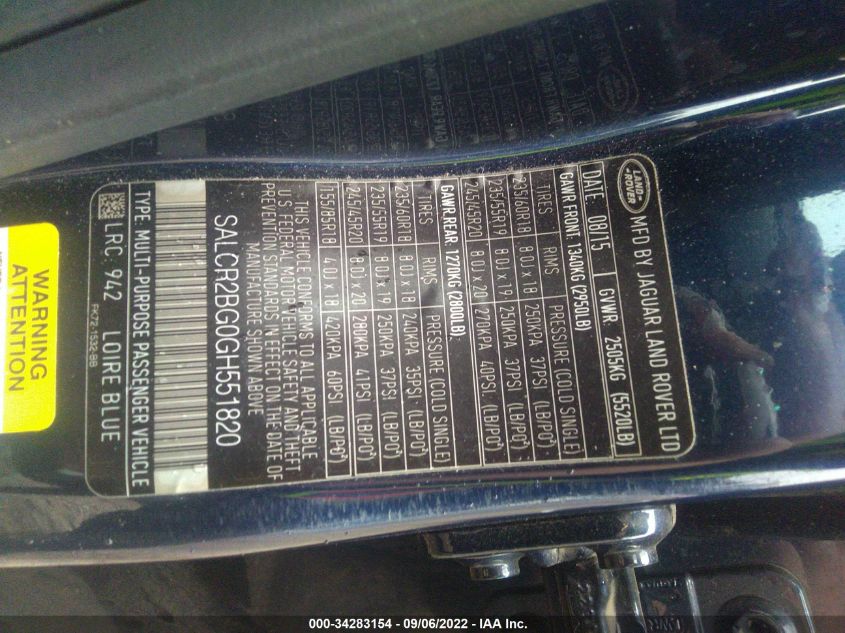 LAND
ROVER
MFD BY JAGUAR LAND ROVER LTD
DATE: 08/15 GVWR: 2505KG (5520LB)
GAWR FRONT: 1340KG (2950LB)
TIRES RIMS PRESSURE (COLD SINGLE)
235/60R18 8.0J x 18 250KPA 37PSI (LB/PO²)
235/55R19 8.0J x 19 250KPA 37PSI (LB/PO²)
245/45R20 8.0J x 20 270KPA 40PSI (LB/PO²)
GAWR.REAR: 1270KG (2800LB)
TIRES RIMS PRESSURE (COLD SINGLE)
235/60R18 8.0J x 18 240KPA 35PSI (LB/PO²)
235/55R19 8.0J x 19 250KPA 37PSI (LB/PO²)
245/45R20 8.0J x 20 280KPA 41PSI (LB/PO²)
T155/85R18 4.0J x 18 420KPA 60PSI (LB/PO²)
THIS VEHICLE CONFORMS TO ALL APPLICABLE
U.S FEDERAL MOTOR VEHICLE SAFETY AND THEFT
PREVENTION STANDARDS IN EFFECT ON THE DATE OF
MANUFACTURE SHOWN ABOVE
SALCR2BG0GH551820
TYPE: MULTI-PURPOSE PASSENGER VEHICLE
LRC 942 LOIRE BLUE
FK72.1532.BB
WARNING
ATTENTION
000-34283154 - 09/06/2022 - IAA Inc.